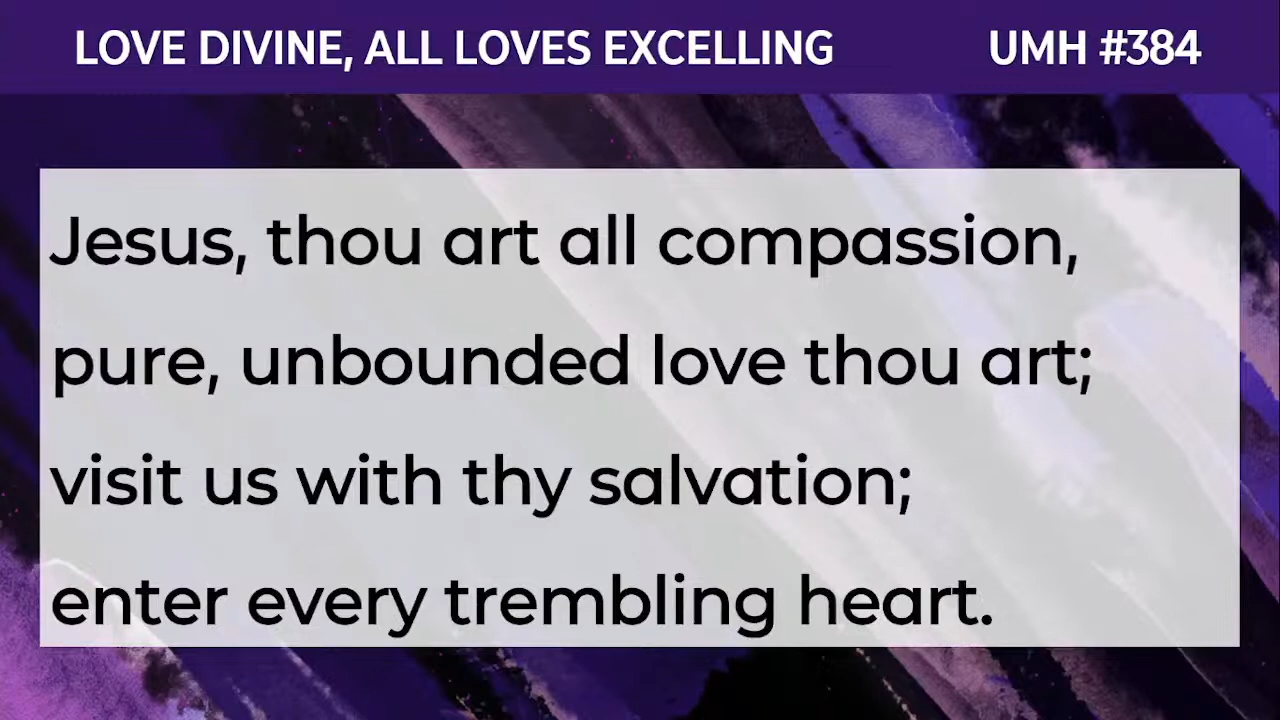 LOVE DIVINE, ALL LOVES EXCELLING UMH #384
Jesus, thou art all compassion,
pure, unbounded love thou art;
visit us with thy salvation;
enter every trembling heart.